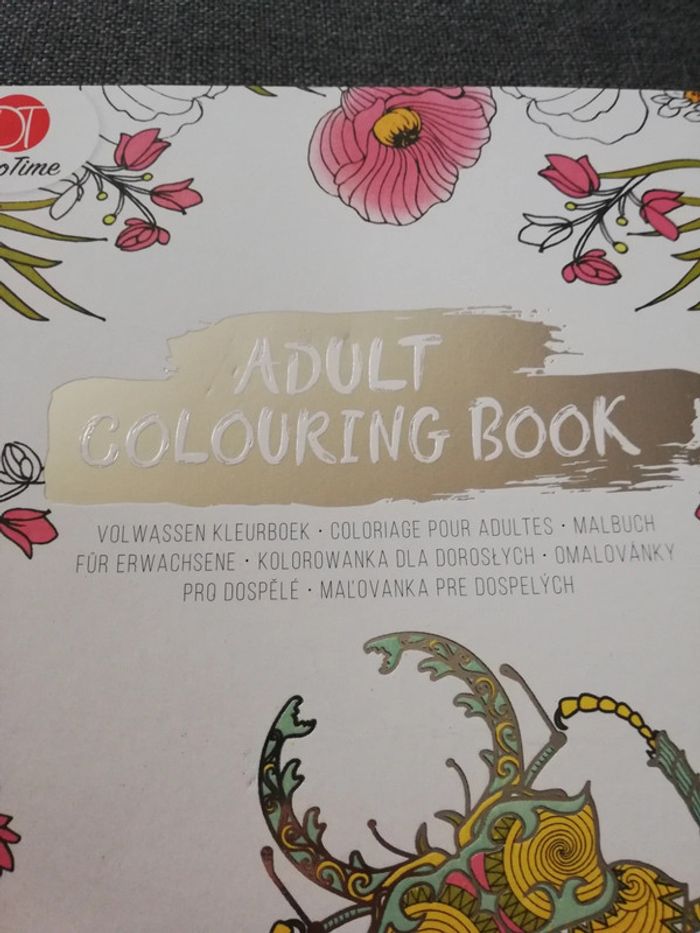 Time
ADULT
COLOURING BOOK
VOLWASSEN KLEURBOEK · COLORIAGE POUR ADULTES · MALBUCH
FÜR ERWACHSENE · KOLOROWANKA DLA DOROSŁYCH · OMALOVÁNKY
PRO DOSPĚLÉ · MAĽOVANKA PRE DOSPELÝCH